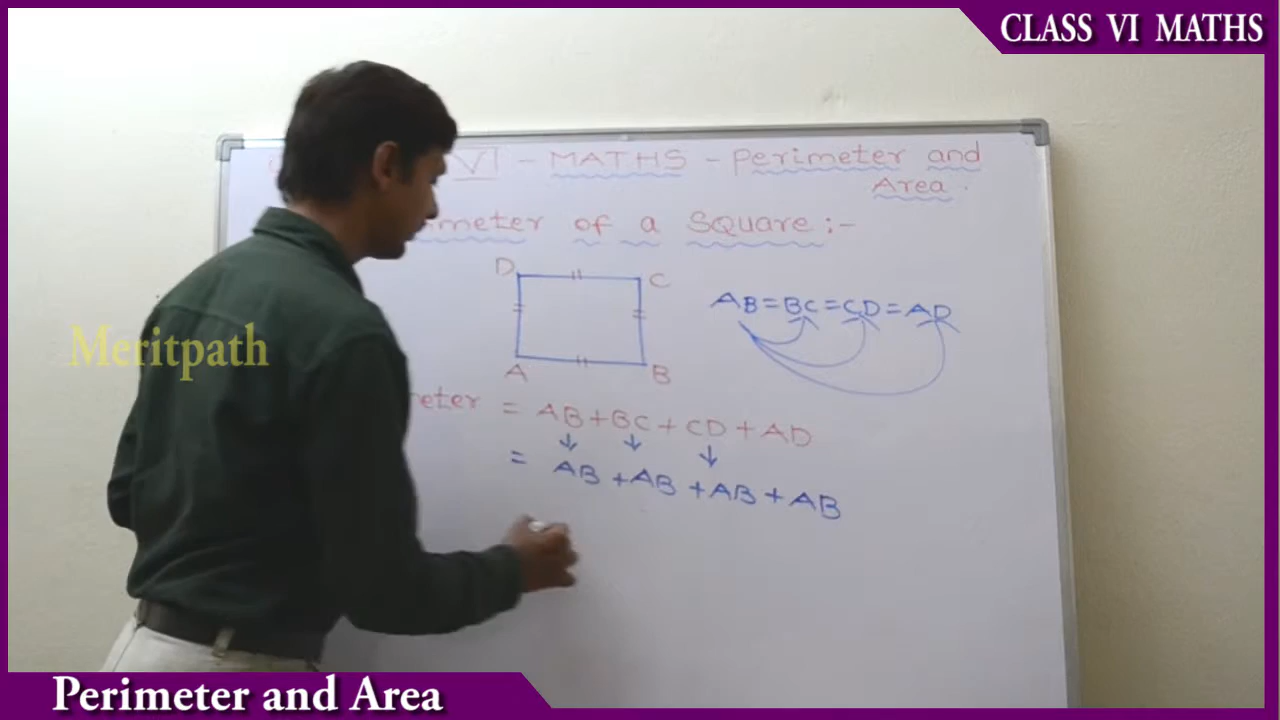 CLASS VI MATHS
VI - MATHS - Perimeter and
Area.
of a Square:-
D
C
AB=BC=CD=AD
Meritpath
A
B
= AB+BC+CD+AD
= AB+AB+AB+AB
Perimeter and Area